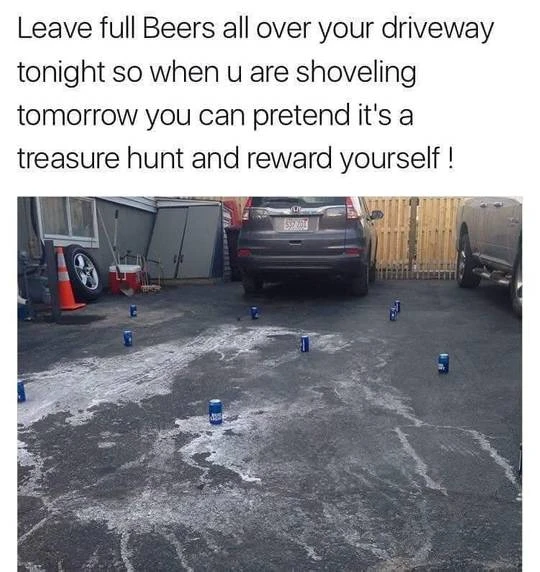 Leave full Beers all over your driveway
tonight so when u are shoveling
tomorrow you can pretend it's a
treasure hunt and reward yourself !